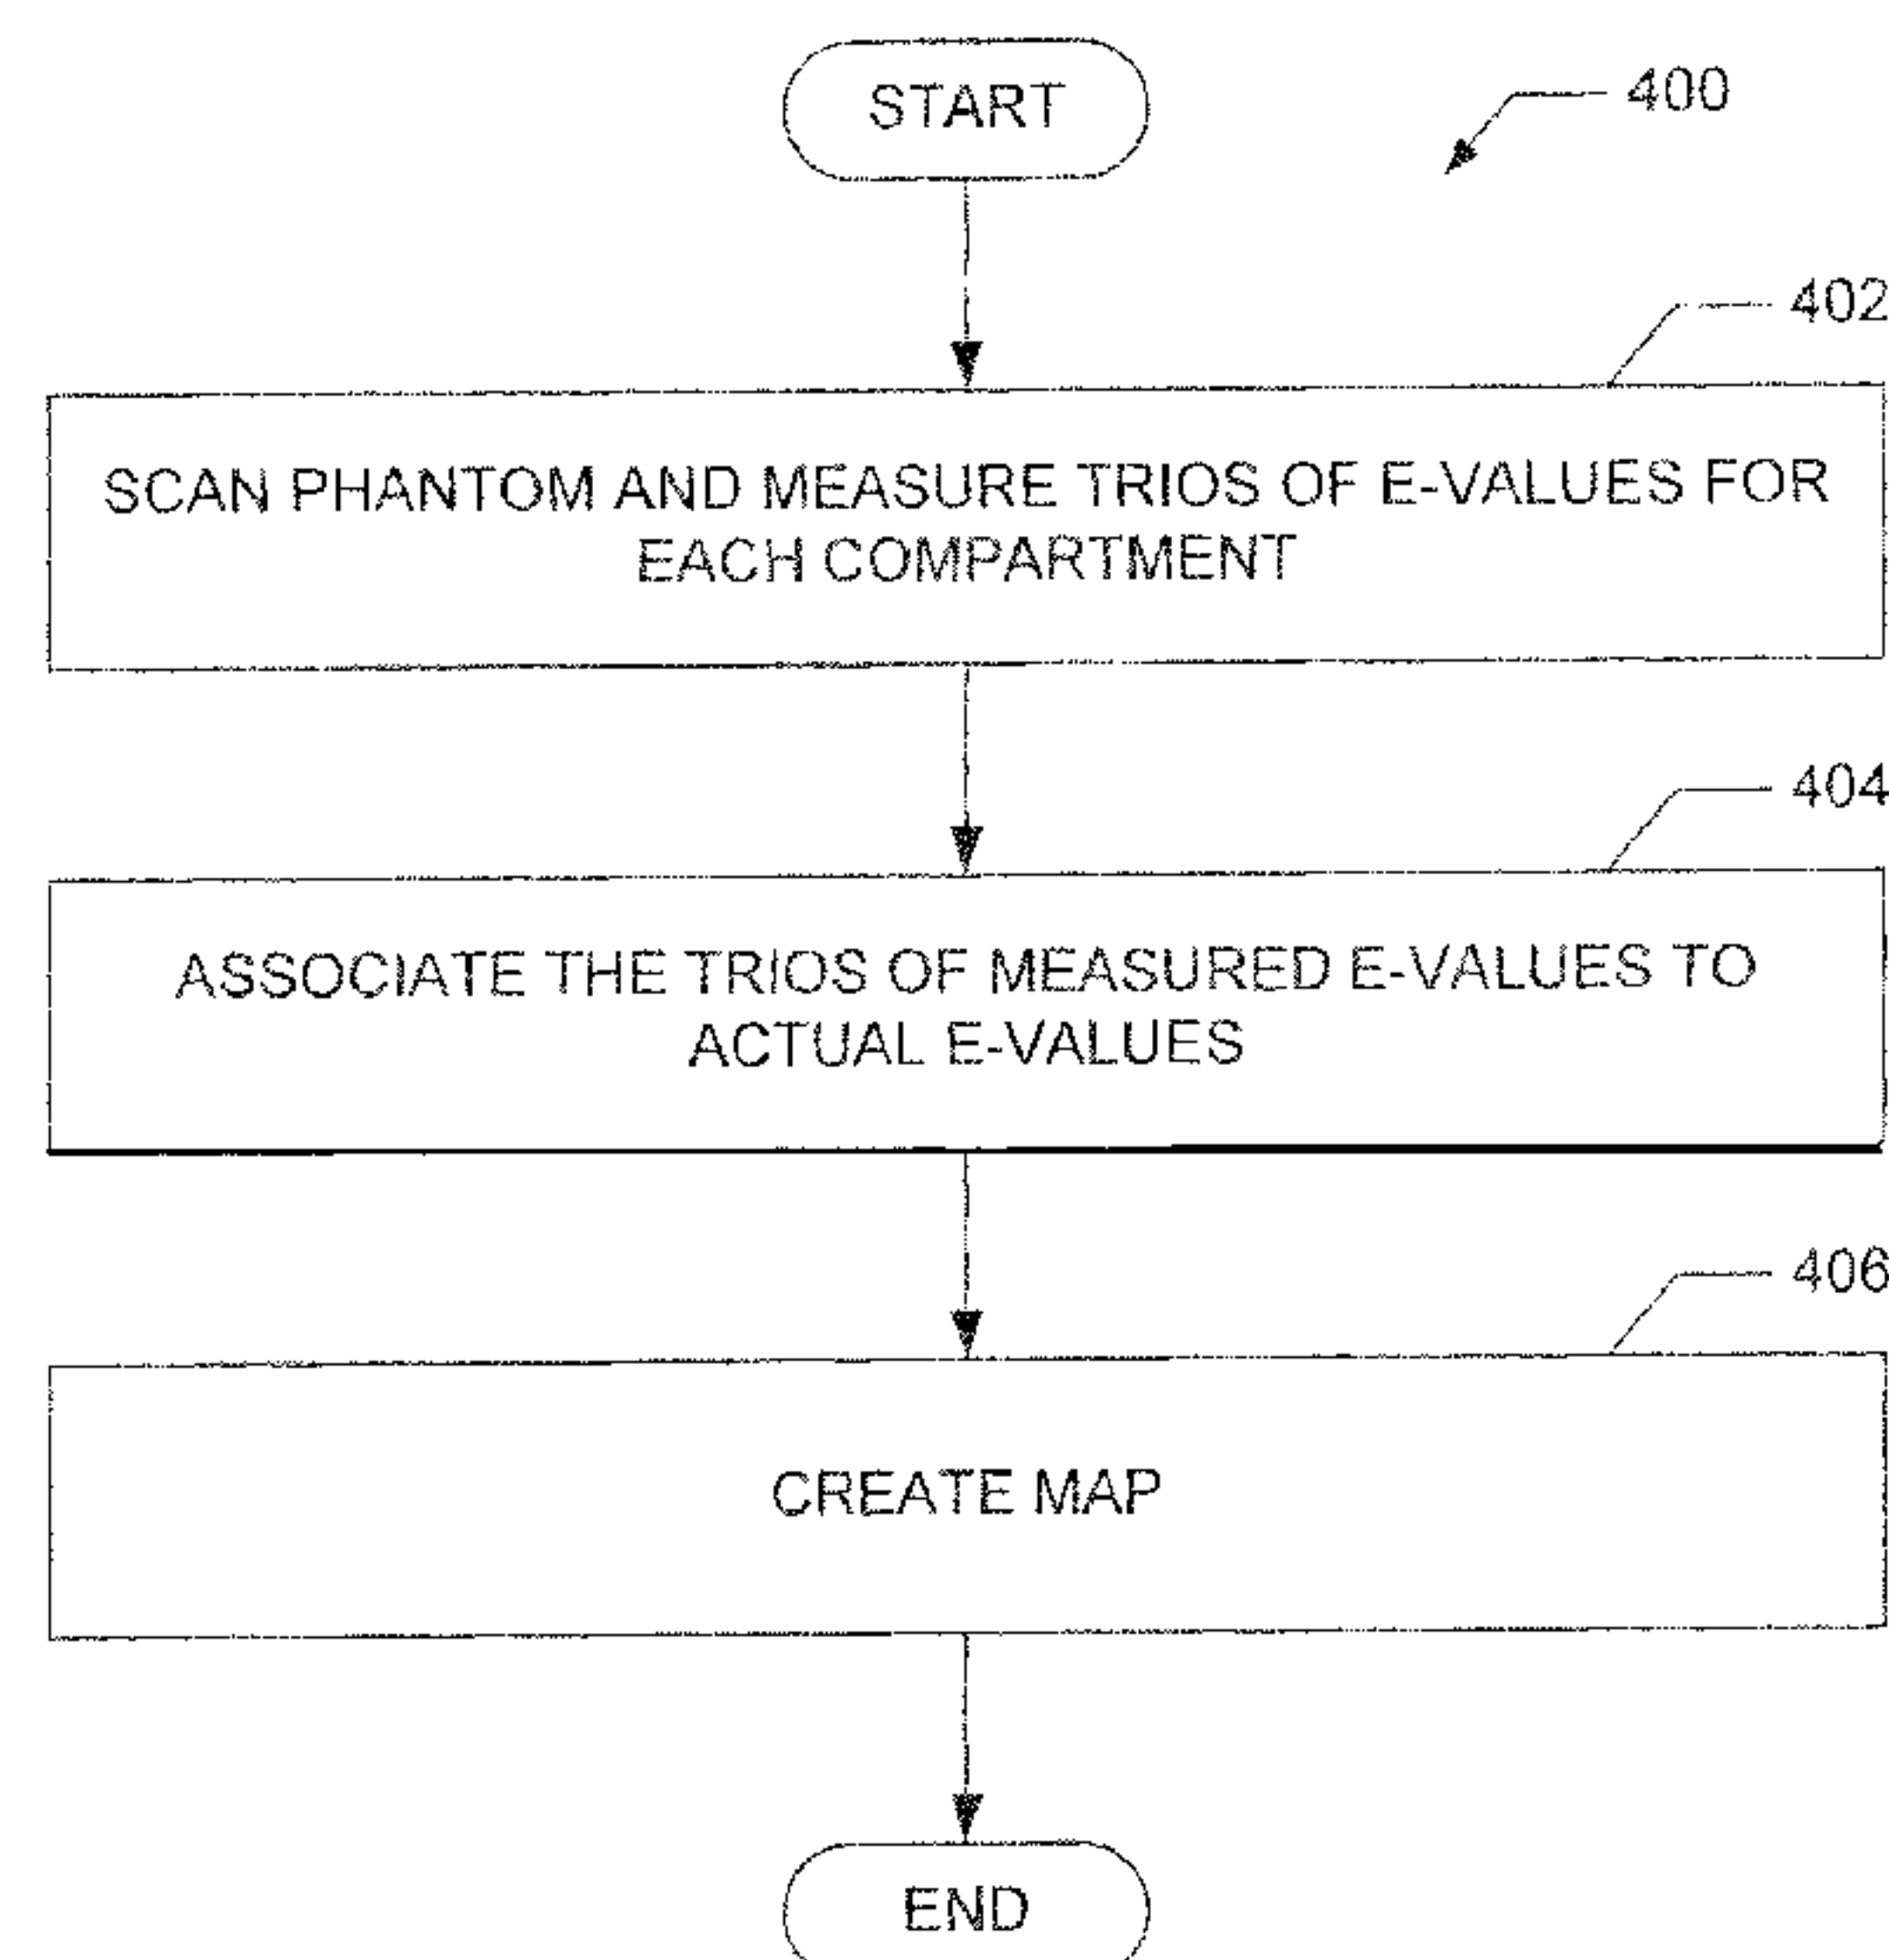 START
400
402
SCAN PHANTOM AND MEASURE TRIOS OF E-VALUES FOR
EACH COMPARTMENT
404
ASSOCIATE THE TRIOS OF MEASURED E-VALUES TO
ACTUAL E-VALUES
406
CREATE MAP
END